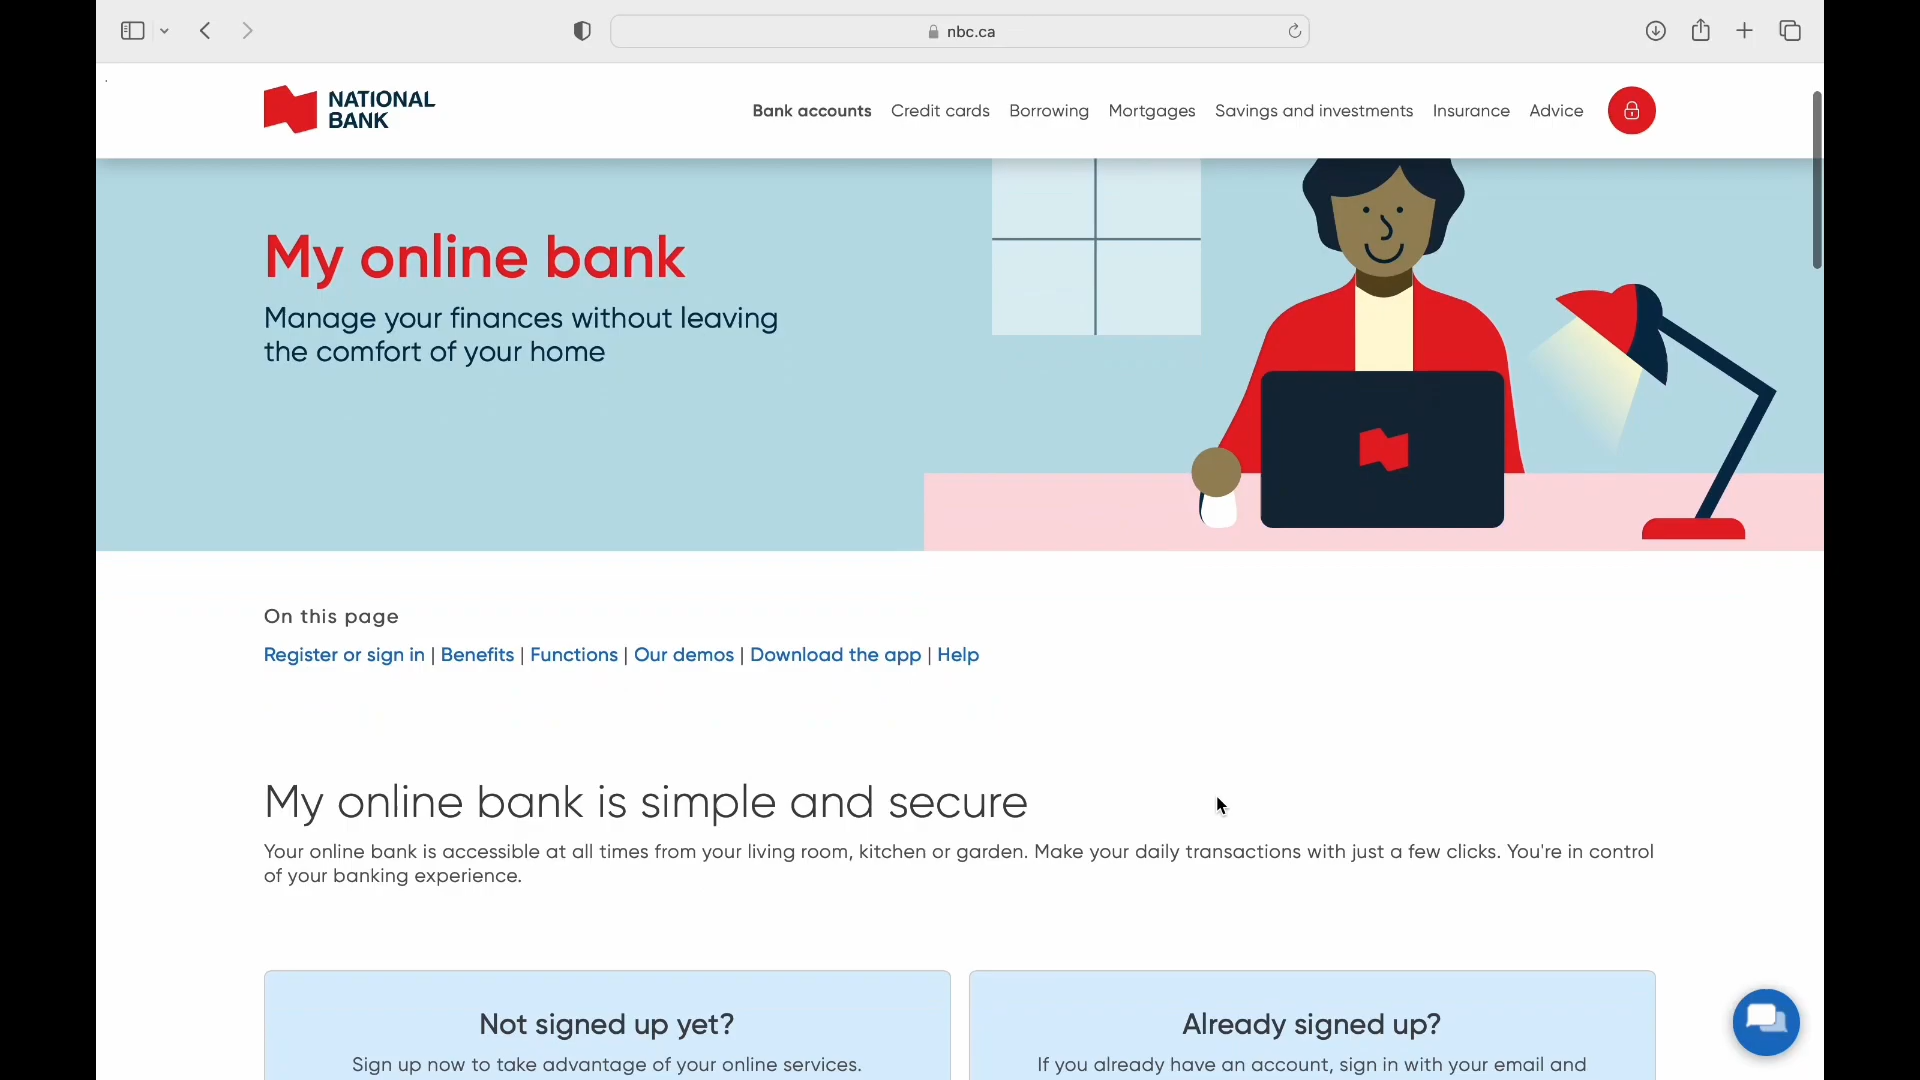 nbc.ca
NATIONAL
BANK
Bank accounts Credit cards Borrowing Mortgages Savings and investments Insurance Advice
My online bank
Manage your finances without leaving
the comfort of your home
On this page
Register or sign in | Benefits | Functions | Our demos | Download the app | Help
My online bank is simple and secure
Your online bank is accessible at all times from your living room, kitchen or garden. Make your daily transactions with just a few clicks. You're in control
of your banking experience.
Not signed up yet?
Sign up now to take advantage of your online services.
Already signed up?
If you already have an account, sign in with your email and